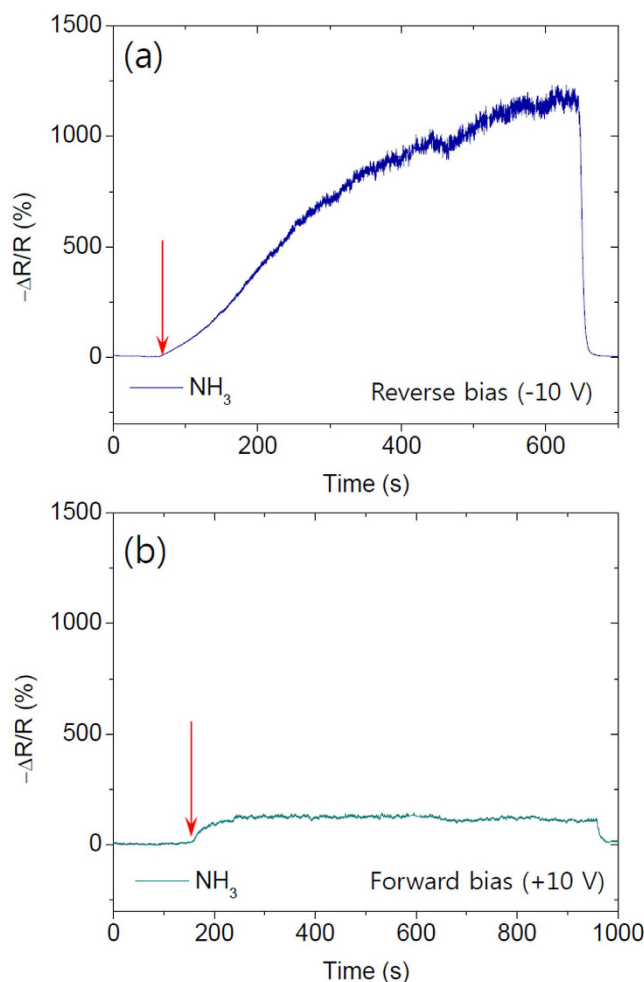 1500
(a)
1000
500
0
−ΔR/R (%)
NH3
Reverse bias (-10 V)
0 200 400 600
Time (s)
1500
(b)
1000
500
0
−ΔR/R (%)
NH3
Forward bias (+10 V)
0 200 400 600 800 1000
Time (s)